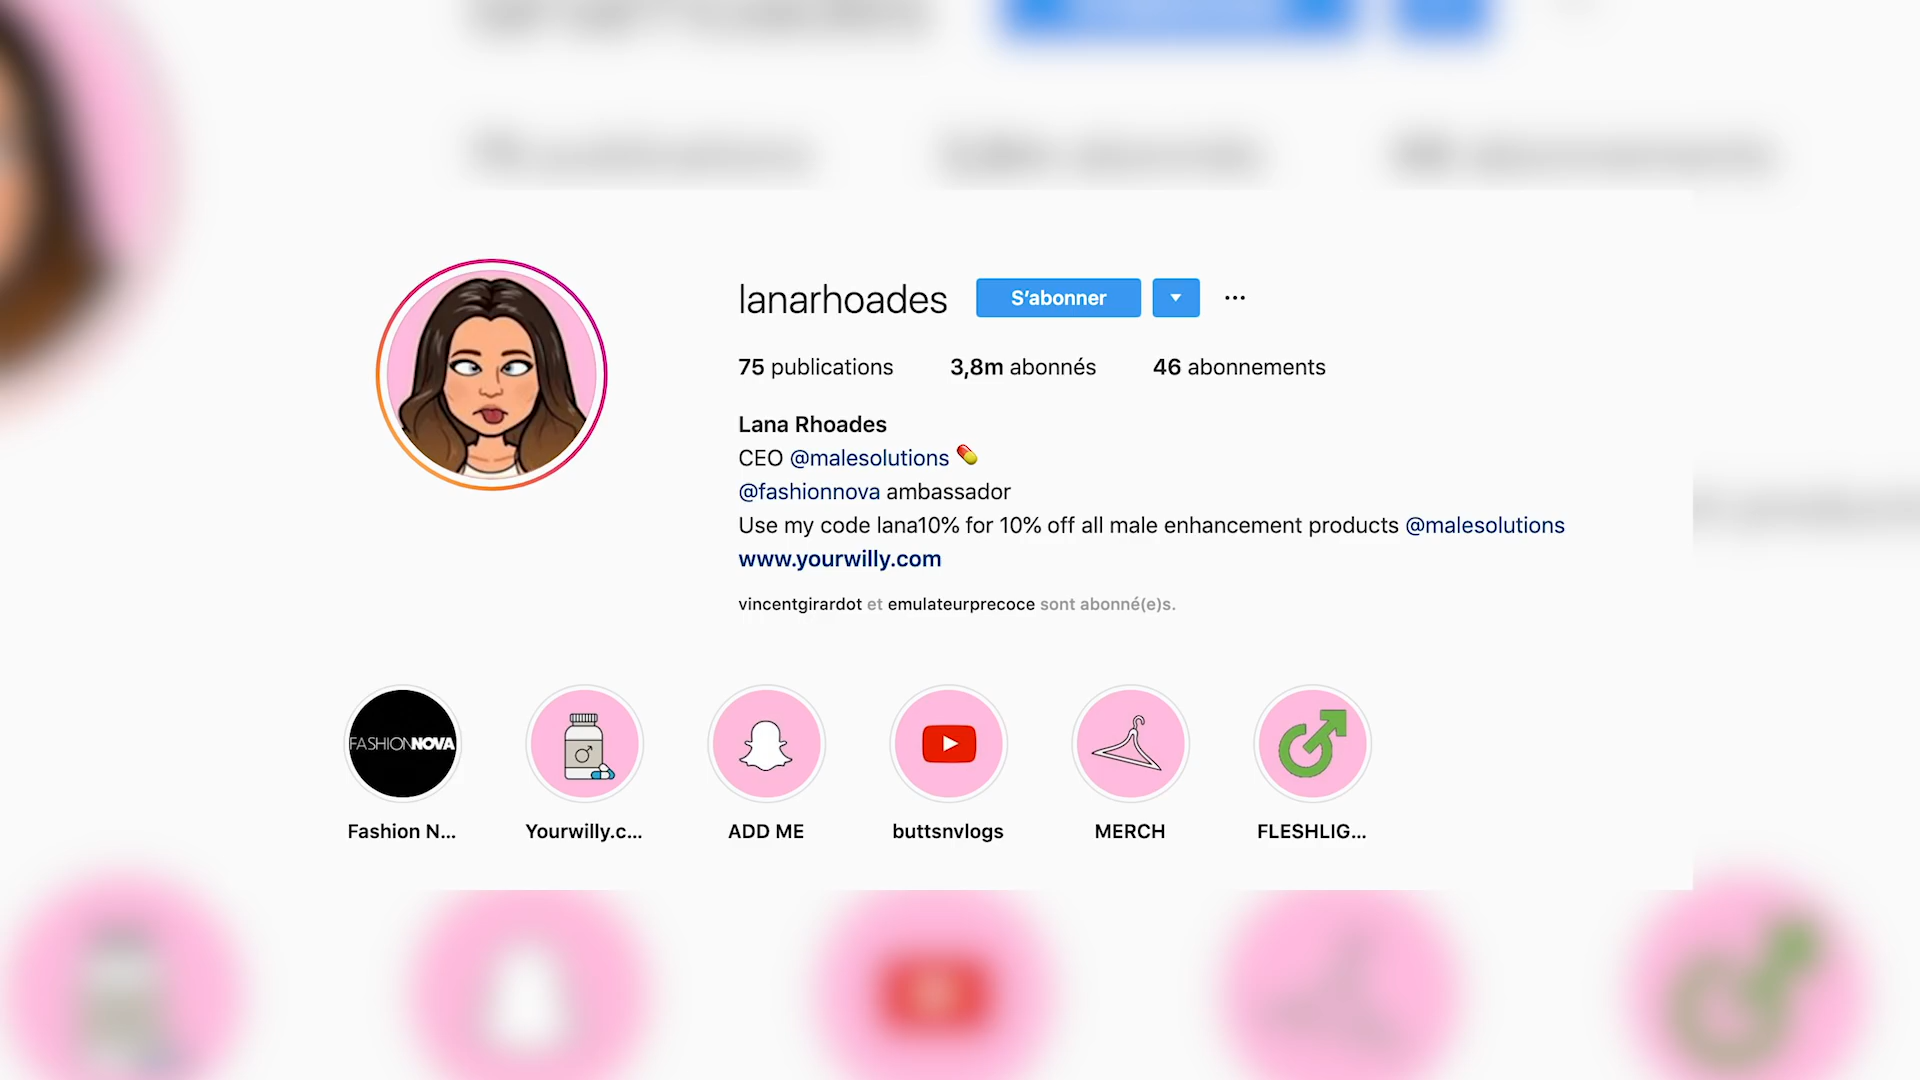 lanarhoades S’abonner
75 publications 3,8m abonnés 46 abonnements
Lana Rhoades
CEO @malesolutions 💊
@fashionnova ambassador
Use my code lana10% for 10% off all male enhancement products @malesolutions
www.yourwilly.com
vincentgirardot et emulateurprecoce sont abonné(e)s.
FASHIONNOVA
Fashion N... Yourwilly.c... ADD ME buttsnvlogs MERCH FLESHLIG...